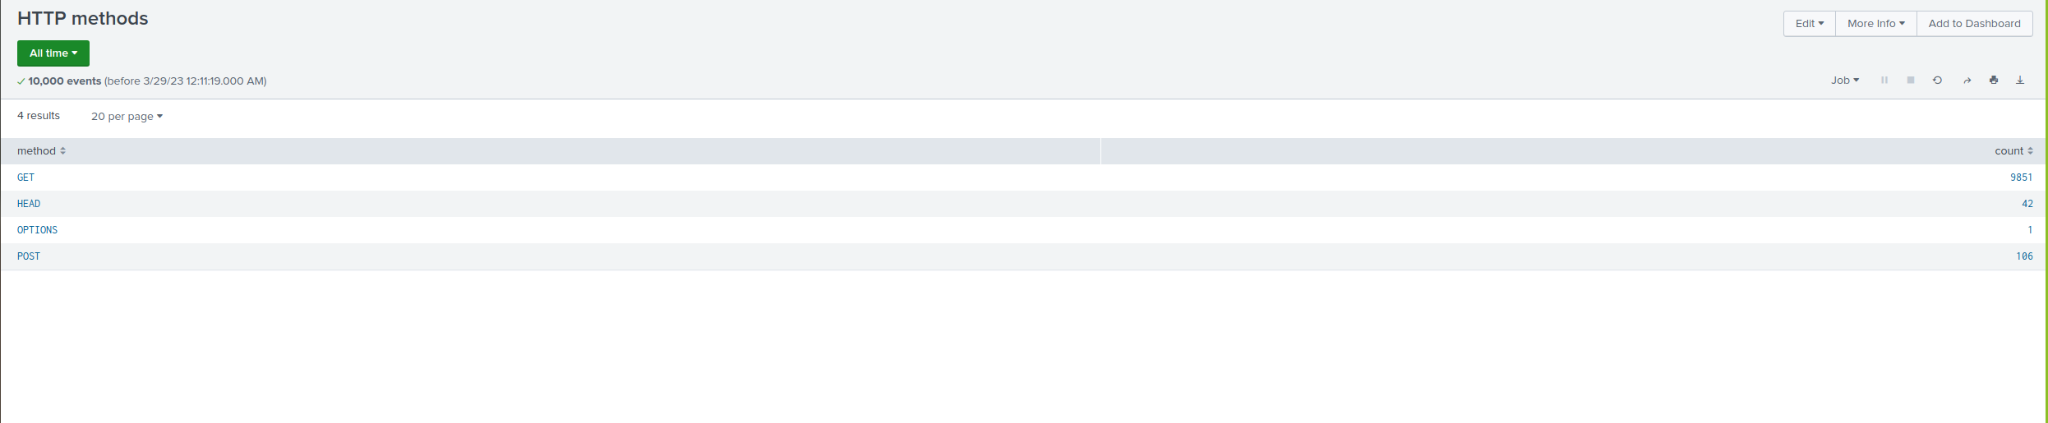 HTTP methods
Edit More Info Add to Dashboard
All time
10,000 events (before 3/29/23 12:11:19.000 AM)
Job
4 results 20 per page
method count
GET 9851
HEAD 42
OPTIONS 1
POST 106